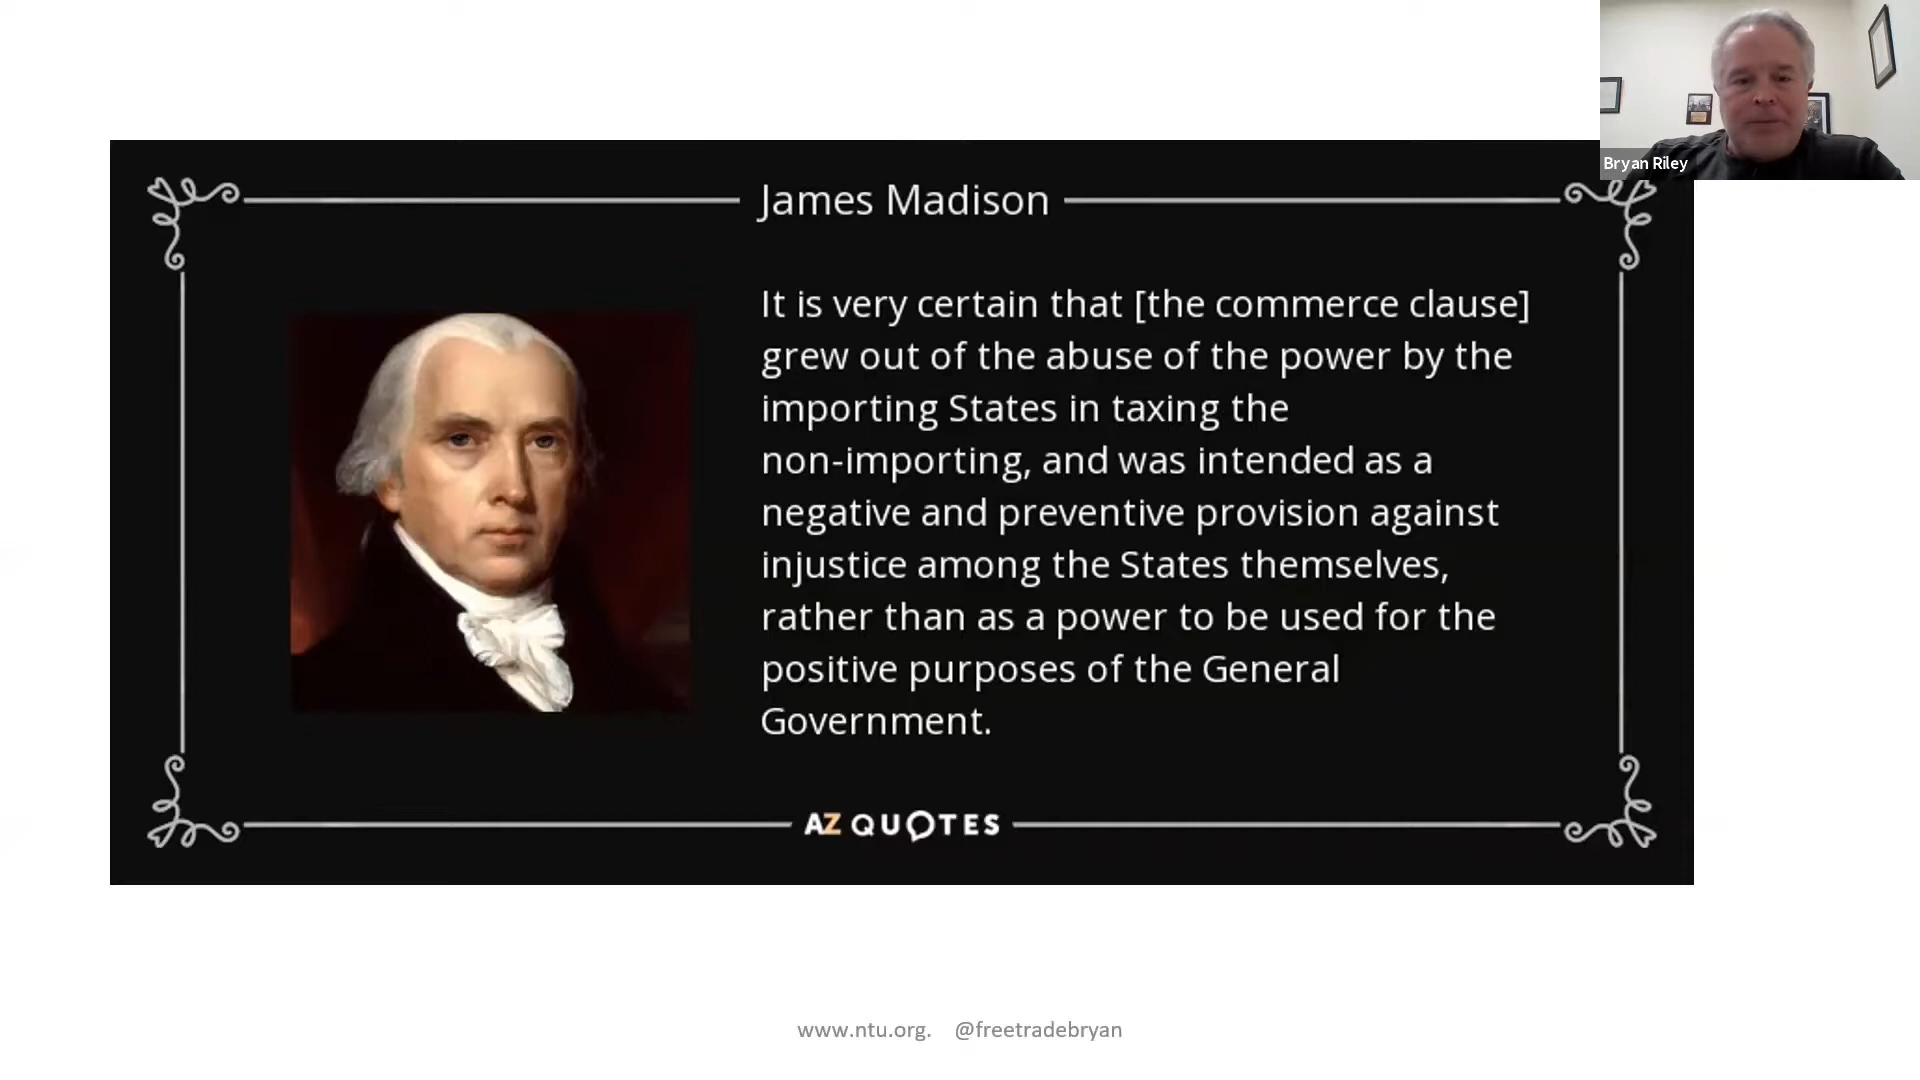 Bryan Riley
James Madison
It is very certain that [the commerce clause]
grew out of the abuse of the power by the
importing States in taxing the
non-importing, and was intended as a
negative and preventive provision against
injustice among the States themselves,
rather than as a power to be used for the
positive purposes of the General
Government.
AZ QUOTES
www.ntu.org. @freetradebryan